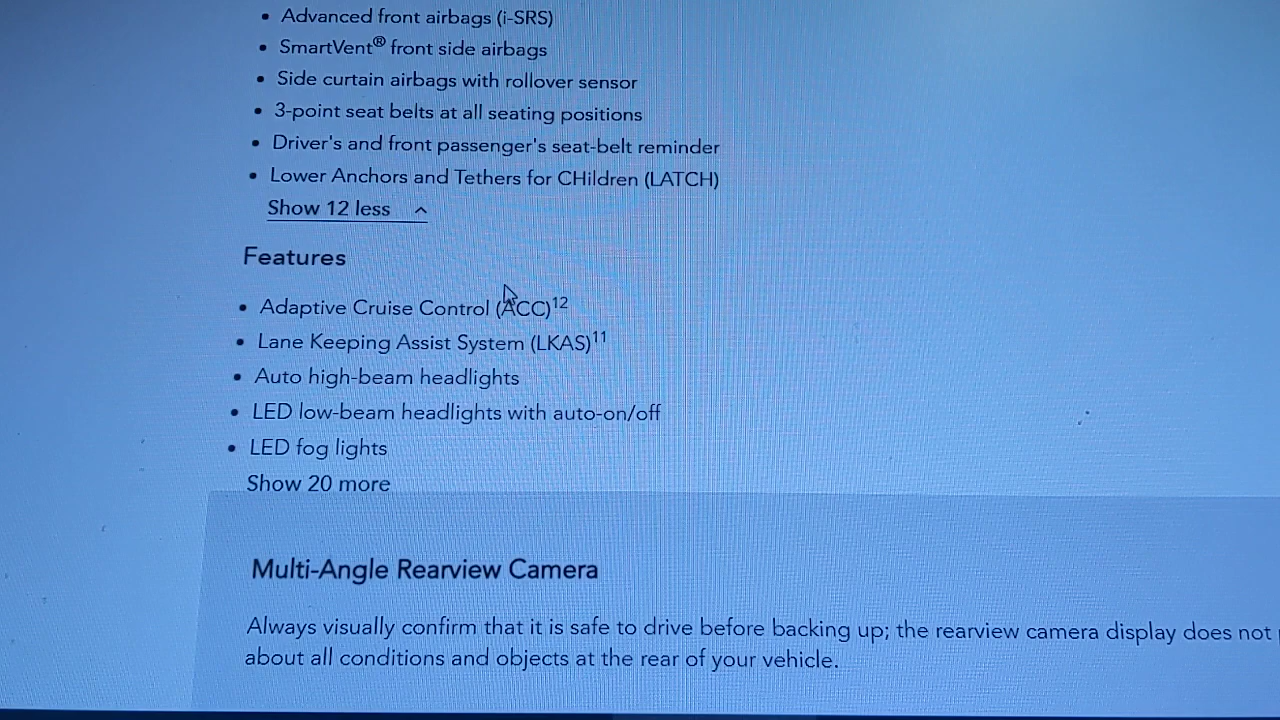 • Advanced front airbags (i-SRS)
• SmartVent® front side airbags
• Side curtain airbags with rollover sensor
• 3-point seat belts at all seating positions
• Driver's and front passenger's seat-belt reminder
• Lower Anchors and Tethers for CHildren (LATCH)
Show 12 less
Features
• Adaptive Cruise Control (ACC)12
• Lane Keeping Assist System (LKAS)11
• Auto high-beam headlights
• LED low-beam headlights with auto-on/off
• LED fog lights
Show 20 more
Multi-Angle Rearview Camera
Always visually confirm that it is safe to drive before backing up; the rearview camera display does not
about all conditions and objects at the rear of your vehicle.